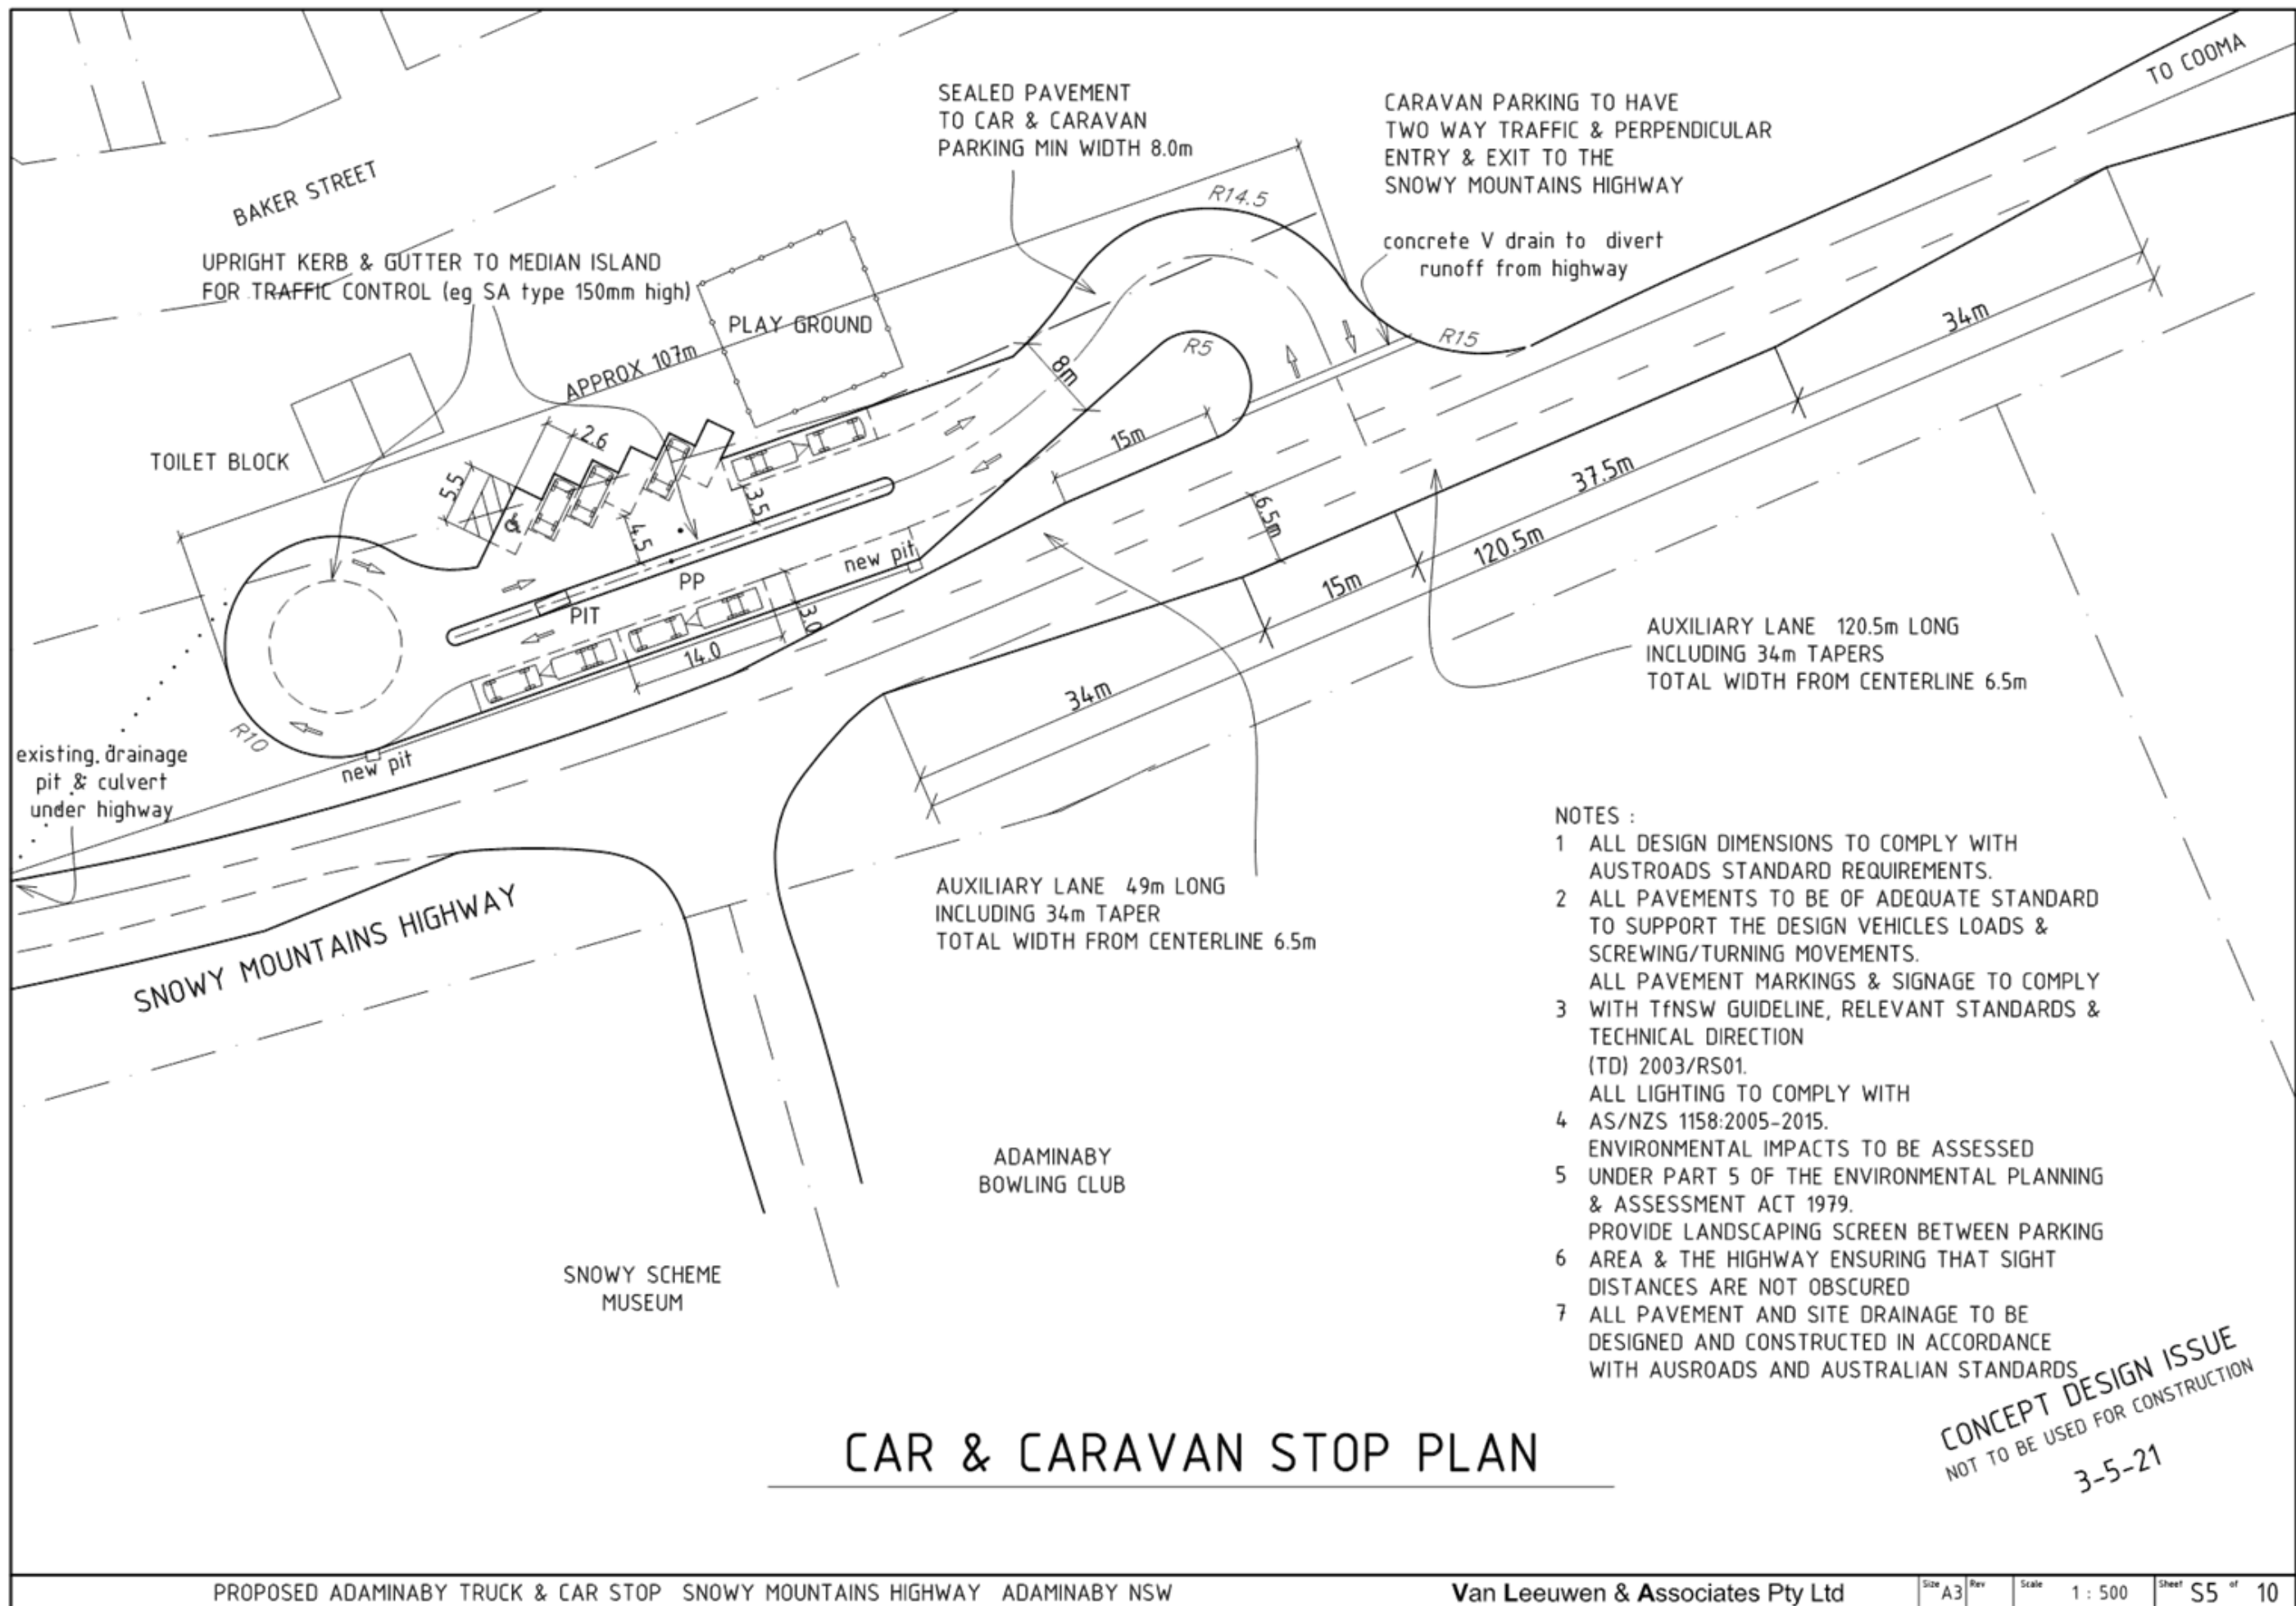 TO COOMA
SEALED PAVEMENT
TO CAR & CARAVAN
PARKING MIN WIDTH 8.0m
CARAVAN PARKING TO HAVE
TWO WAY TRAFFIC & PERPENDICULAR
ENTRY & EXIT TO THE
SNOWY MOUNTAINS HIGHWAY
BAKER STREET
R14.5
concrete V drain to divert
runoff from highway
UPRIGHT KERB & GUTTER TO MEDIAN ISLAND
FOR TRAFFIC CONTROL (eg SA type 150mm high)
PLAY GROUND
APPROX 107m
R15
R5
34m
8m
TOILET BLOCK
2.6
5.5
15m
3.5
4.5
37.5m
6.5m
120.5m
new pit
PP
15m
PIT
3.0
14.0
34m
AUXILIARY LANE 120.5m LONG
INCLUDING 34m TAPERS
TOTAL WIDTH FROM CENTERLINE 6.5m
R10
new pit
existing drainage
pit & culvert
under highway
AUXILIARY LANE 49m LONG
INCLUDING 34m TAPER
TOTAL WIDTH FROM CENTERLINE 6.5m
SNOWY MOUNTAINS HIGHWAY
NOTES :
1 ALL DESIGN DIMENSIONS TO COMPLY WITH
AUSTROADS STANDARD REQUIREMENTS.
2 ALL PAVEMENTS TO BE OF ADEQUATE STANDARD
TO SUPPORT THE DESIGN VEHICLES LOADS &
SCREWING/TURNING MOVEMENTS.
ALL PAVEMENT MARKINGS & SIGNAGE TO COMPLY
3 WITH TfNSW GUIDELINE, RELEVANT STANDARDS &
TECHNICAL DIRECTION
(TD) 2003/RS01.
ALL LIGHTING TO COMPLY WITH
4 AS/NZS 1158:2005-2015.
ENVIRONMENTAL IMPACTS TO BE ASSESSED
5 UNDER PART 5 OF THE ENVIRONMENTAL PLANNING
& ASSESSMENT ACT 1979.
PROVIDE LANDSCAPING SCREEN BETWEEN PARKING
6 AREA & THE HIGHWAY ENSURING THAT SIGHT
DISTANCES ARE NOT OBSCURED
7 ALL PAVEMENT AND SITE DRAINAGE TO BE
DESIGNED AND CONSTRUCTED IN ACCORDANCE
WITH AUSROADS AND AUSTRALIAN STANDARDS
ADAMINABY
BOWLING CLUB
SNOWY SCHEME
MUSEUM
CONCEPT DESIGN ISSUE
NOT TO BE USED FOR CONSTRUCTION
3-5-21
CAR & CARAVAN STOP PLAN
PROPOSED ADAMINABY TRUCK & CAR STOP SNOWY MOUNTAINS HIGHWAY ADAMINABY NSW
Van Leeuwen & Associates Pty Ltd
Size A3
Rev
Scale 1 : 500
Sheet S5 of 10